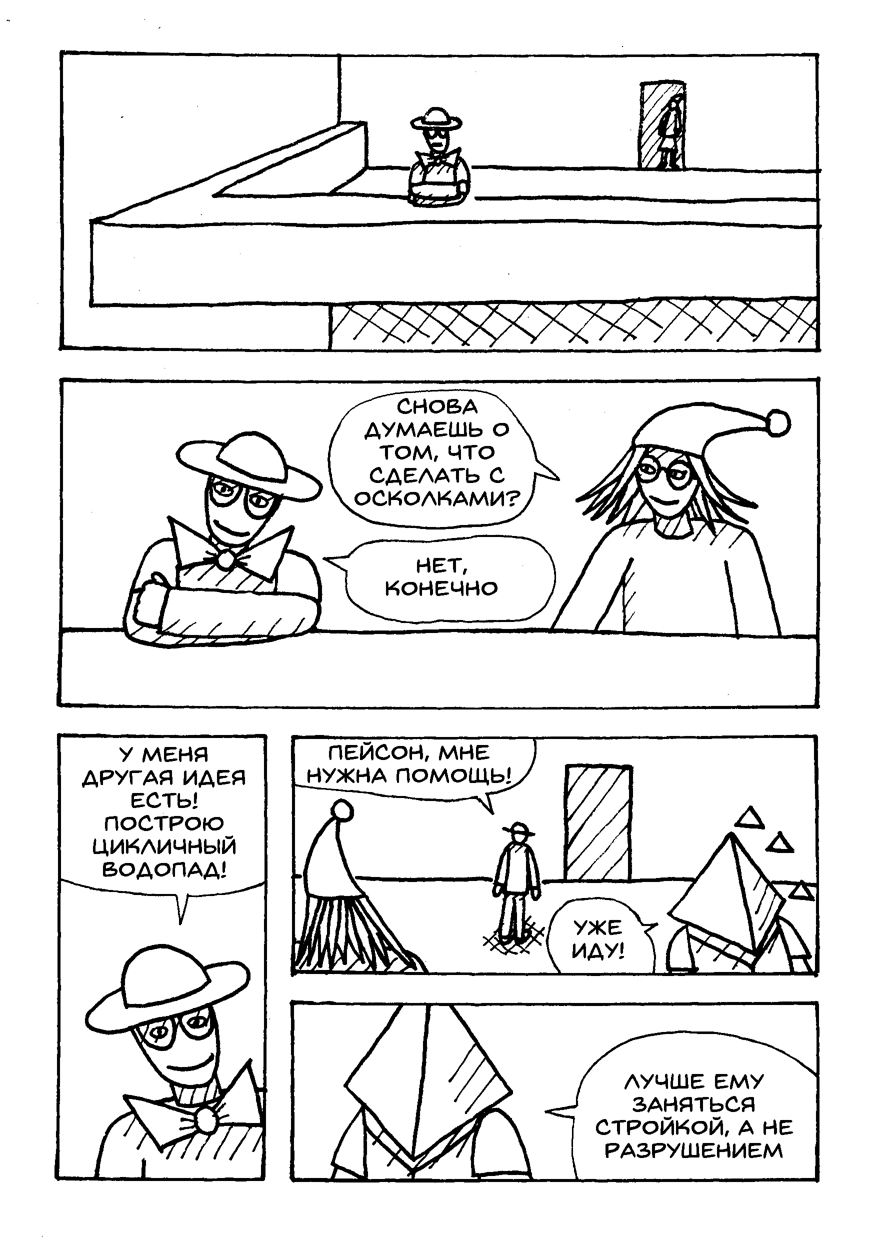 СНОВА
ДУМАЕШЬ О
ТОМ, ЧТО
СДЕЛАТЬ С
ОСКОЛКАМИ?
НЕТ,
КОНЕЧНО
У МЕНЯ
ДРУГАЯ ИДЕЯ
ЕСТЬ!
ПОСТРОЮ
ЦИКЛИЧНЫЙ
ВОДОПАД!
ПЕЙСОН, МНЕ
НУЖНА ПОМОЩЬ!
УЖЕ
ИДУ!
ЛУЧШЕ ЕМУ
ЗАНЯТЬСЯ
СТРОЙКОЙ, А НЕ
РАЗРУШЕНИЕМ